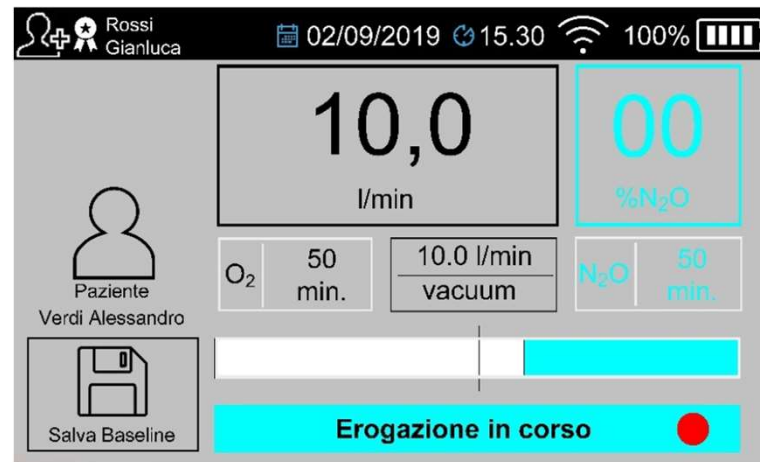 Rossi
Gianluca
02/09/2019 15.30 100%
10,0
l/min
00
%N₂O
O₂ 50
min.
10.0 l/min
vacuum
N₂O 50
min.
Paziente
Verdi Alessandro
Salva Baseline
Erogazione in corso